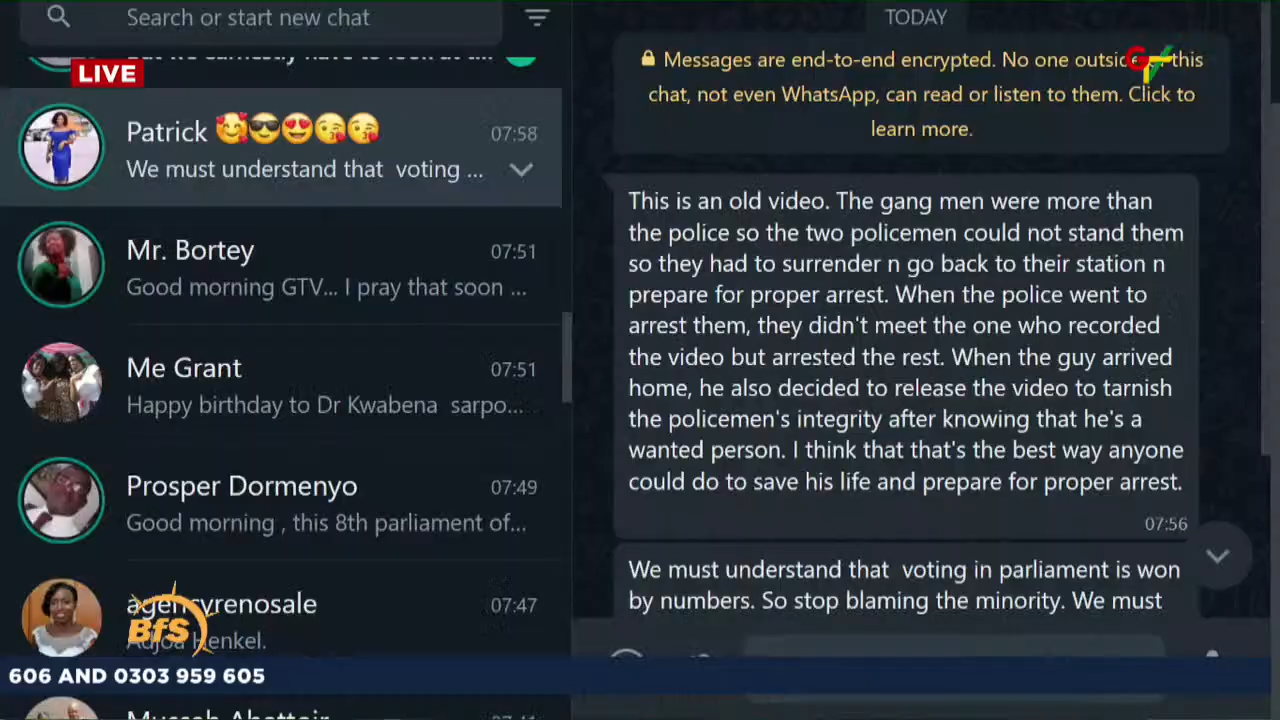 Search or start new chat
LIVE
Patrick 🥰😎😍😘😘
07:58
We must understand that voting ...
Mr. Bortey
07:51
Good morning GTV... I pray that soon ...
Me Grant
07:51
Happy birthday to Dr Kwabena sarpo...
Prosper Dormenyo
07:49
Good morning , this 8th parliament of...
agencyrenosale
07:47
Adjoa Henkel.
BfS
606 AND 0303 959 605
TODAY
Messages are end-to-end encrypted. No one outside of this
chat, not even WhatsApp, can read or listen to them. Click to
learn more.
This is an old video. The gang men were more than
the police so the two policemen could not stand them
so they had to surrender n go back to their station n
prepare for proper arrest. When the police went to
arrest them, they didn't meet the one who recorded
the video but arrested the rest. When the guy arrived
home, he also decided to release the video to tarnish
the policemen's integrity after knowing that he's a
wanted person. I think that that's the best way anyone
could do to save his life and prepare for proper arrest.
07:56
We must understand that voting in parliament is won
by numbers. So stop blaming the minority. We must